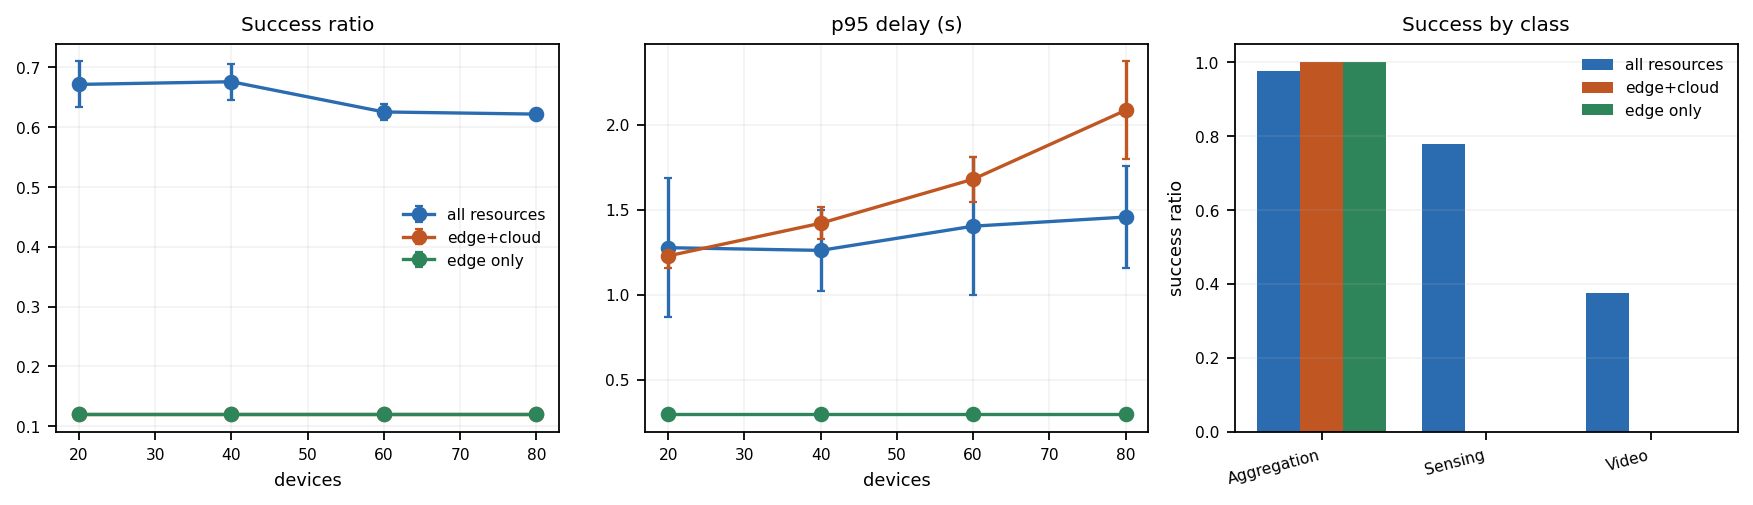 Success ratio
0.7
0.6
0.5
0.4
0.3
0.2
0.1
all resources
edge+cloud
edge only
20 30 40 50 60 70 80
devices
p95 delay (s)
2.0
1.5
1.0
0.5
20 30 40 50 60 70 80
devices
Success by class
success ratio
1.0
0.8
0.6
0.4
0.2
0.0
all resources
edge+cloud
edge only
Aggregation
Sensing
Video